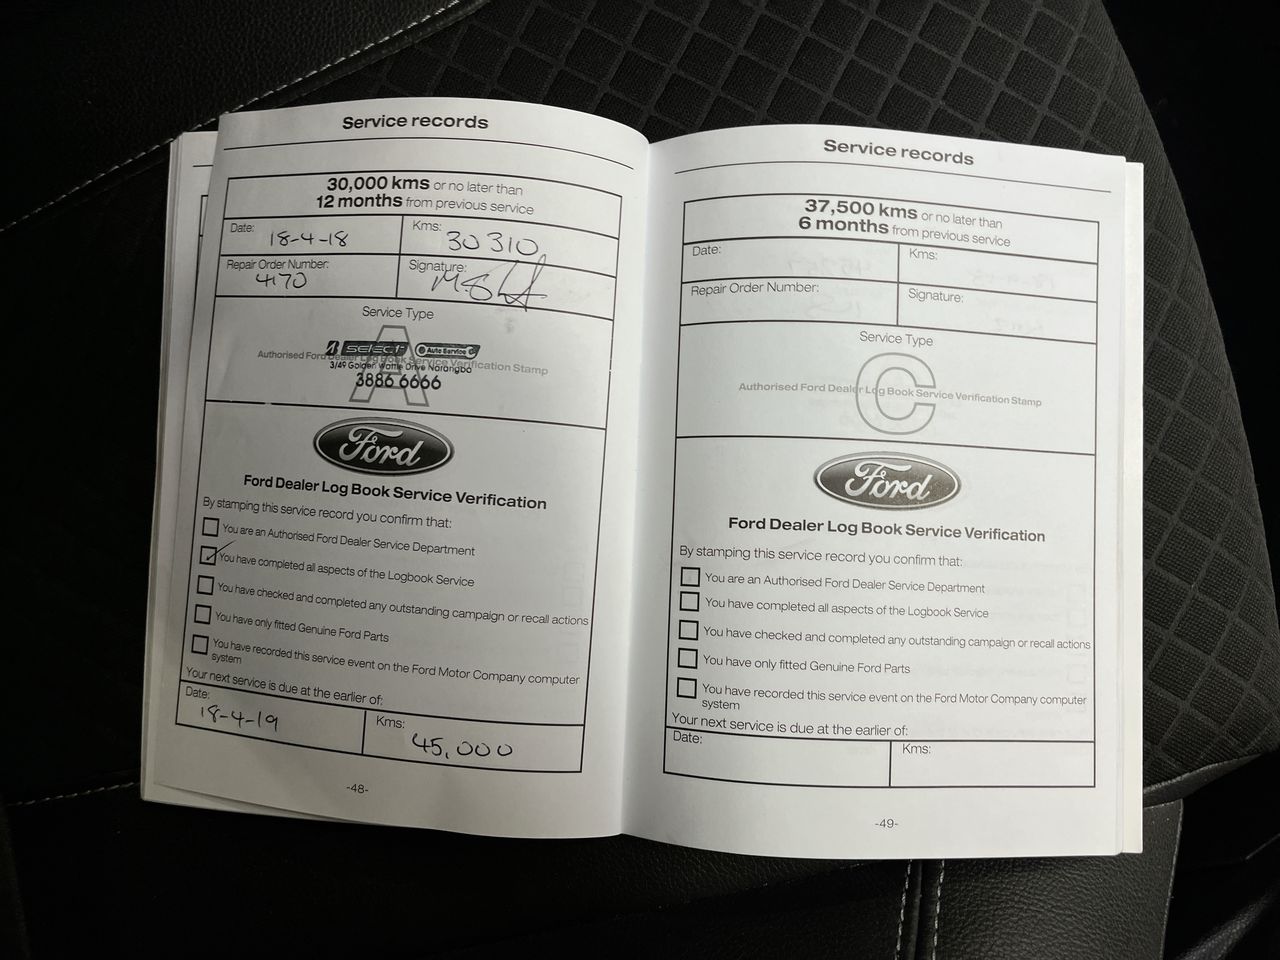 Service records
30,000 kms or no later than
12 months from previous service
Date: 18-4-18
Kms: 30 310
Repair Order Number: 4170
Signature:
Service Type
A
SELECT Auto Service
Authorised Ford Dealer Log Book Service Verification Stamp
3/49 Golden Wattle Drive Narangba
3886 6666
Ford
Ford Dealer Log Book Service Verification
By stamping this service record you confirm that:
You are an Authorised Ford Dealer Service Department
You have completed all aspects of the Logbook Service
You have checked and completed any outstanding campaign or recall actions
You have only fitted Genuine Ford Parts
You have recorded this service event on the Ford Motor Company computer
system
Your next service is due at the earlier of:
Date: 18-4-19
Kms: 45,000
-48-
Service records
37,500 kms or no later than
6 months from previous service
Date:
Kms:
Repair Order Number:
Signature:
Service Type
C
Authorised Ford Dealer Log Book Service Verification Stamp
Ford
Ford Dealer Log Book Service Verification
By stamping this service record you confirm that:
You are an Authorised Ford Dealer Service Department
You have completed all aspects of the Logbook Service
You have checked and completed any outstanding campaign or recall actions
You have only fitted Genuine Ford Parts
You have recorded this service event on the Ford Motor Company computer
system
Your next service is due at the earlier of:
Date:
Kms:
-49-